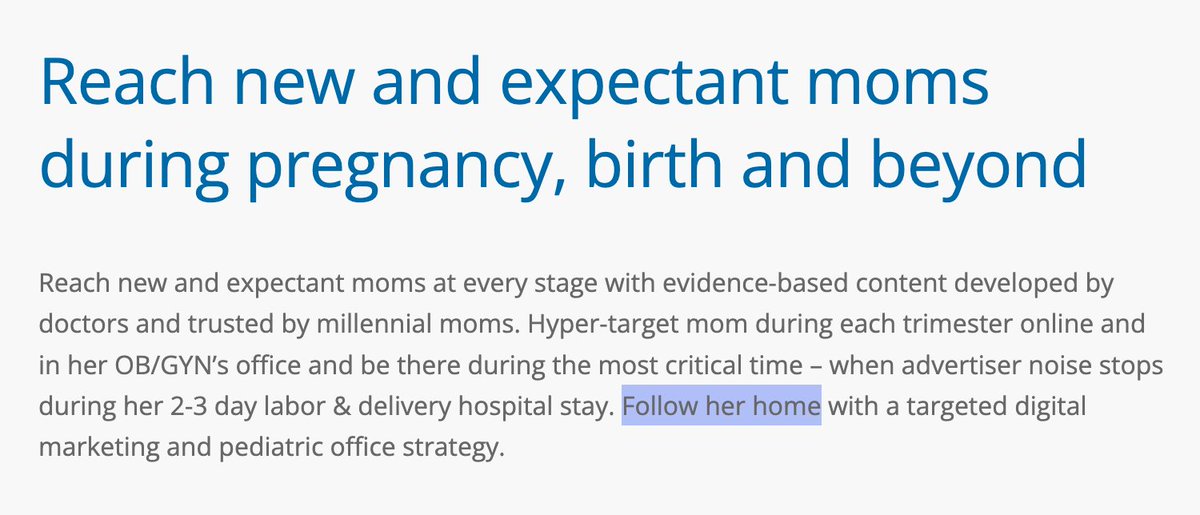 Reach new and expectant moms
during pregnancy, birth and beyond
Reach new and expectant moms at every stage with evidence-based content developed by
doctors and trusted by millennial moms. Hyper-target mom during each trimester online and
in her OB/GYN’s office and be there during the most critical time – when advertiser noise stops
during her 2-3 day labor & delivery hospital stay. Follow her home with a targeted digital
marketing and pediatric office strategy.